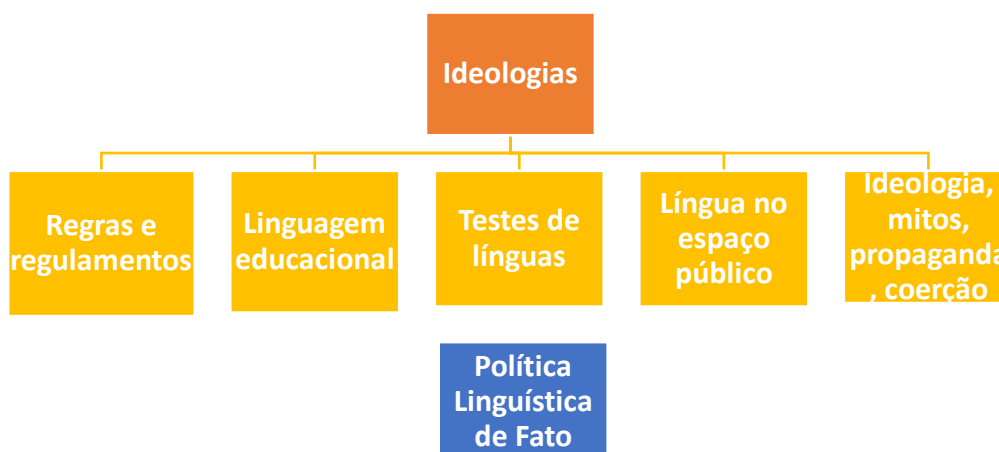 Ideologias
Regras e
regulamentos
Linguagem
educacional
Testes de
línguas
Língua no
espaço
público
Ideologia,
mitos,
propaganda
, coerção
Política
Linguística
de Fato